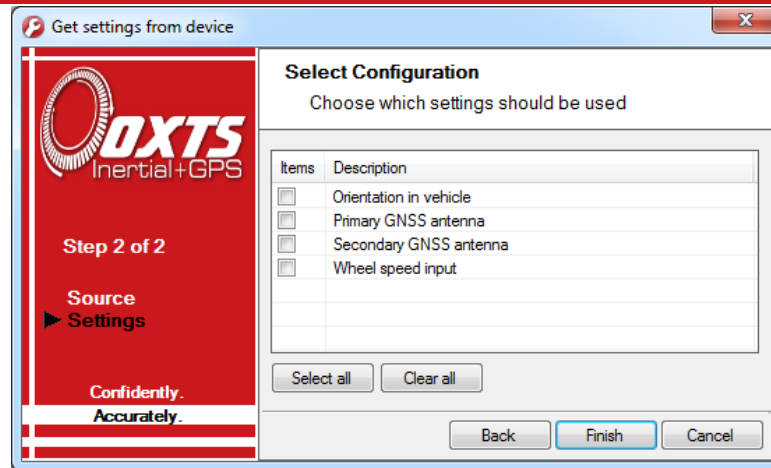 Get settings from device
OXTS
Inertial+GPS
Step 2 of 2
Source
Settings
Confidently.
Accurately.
Select Configuration
Choose which settings should be used
Items Description
Orientation in vehicle
Primary GNSS antenna
Secondary GNSS antenna
Wheel speed input
Select all Clear all
Back Finish Cancel